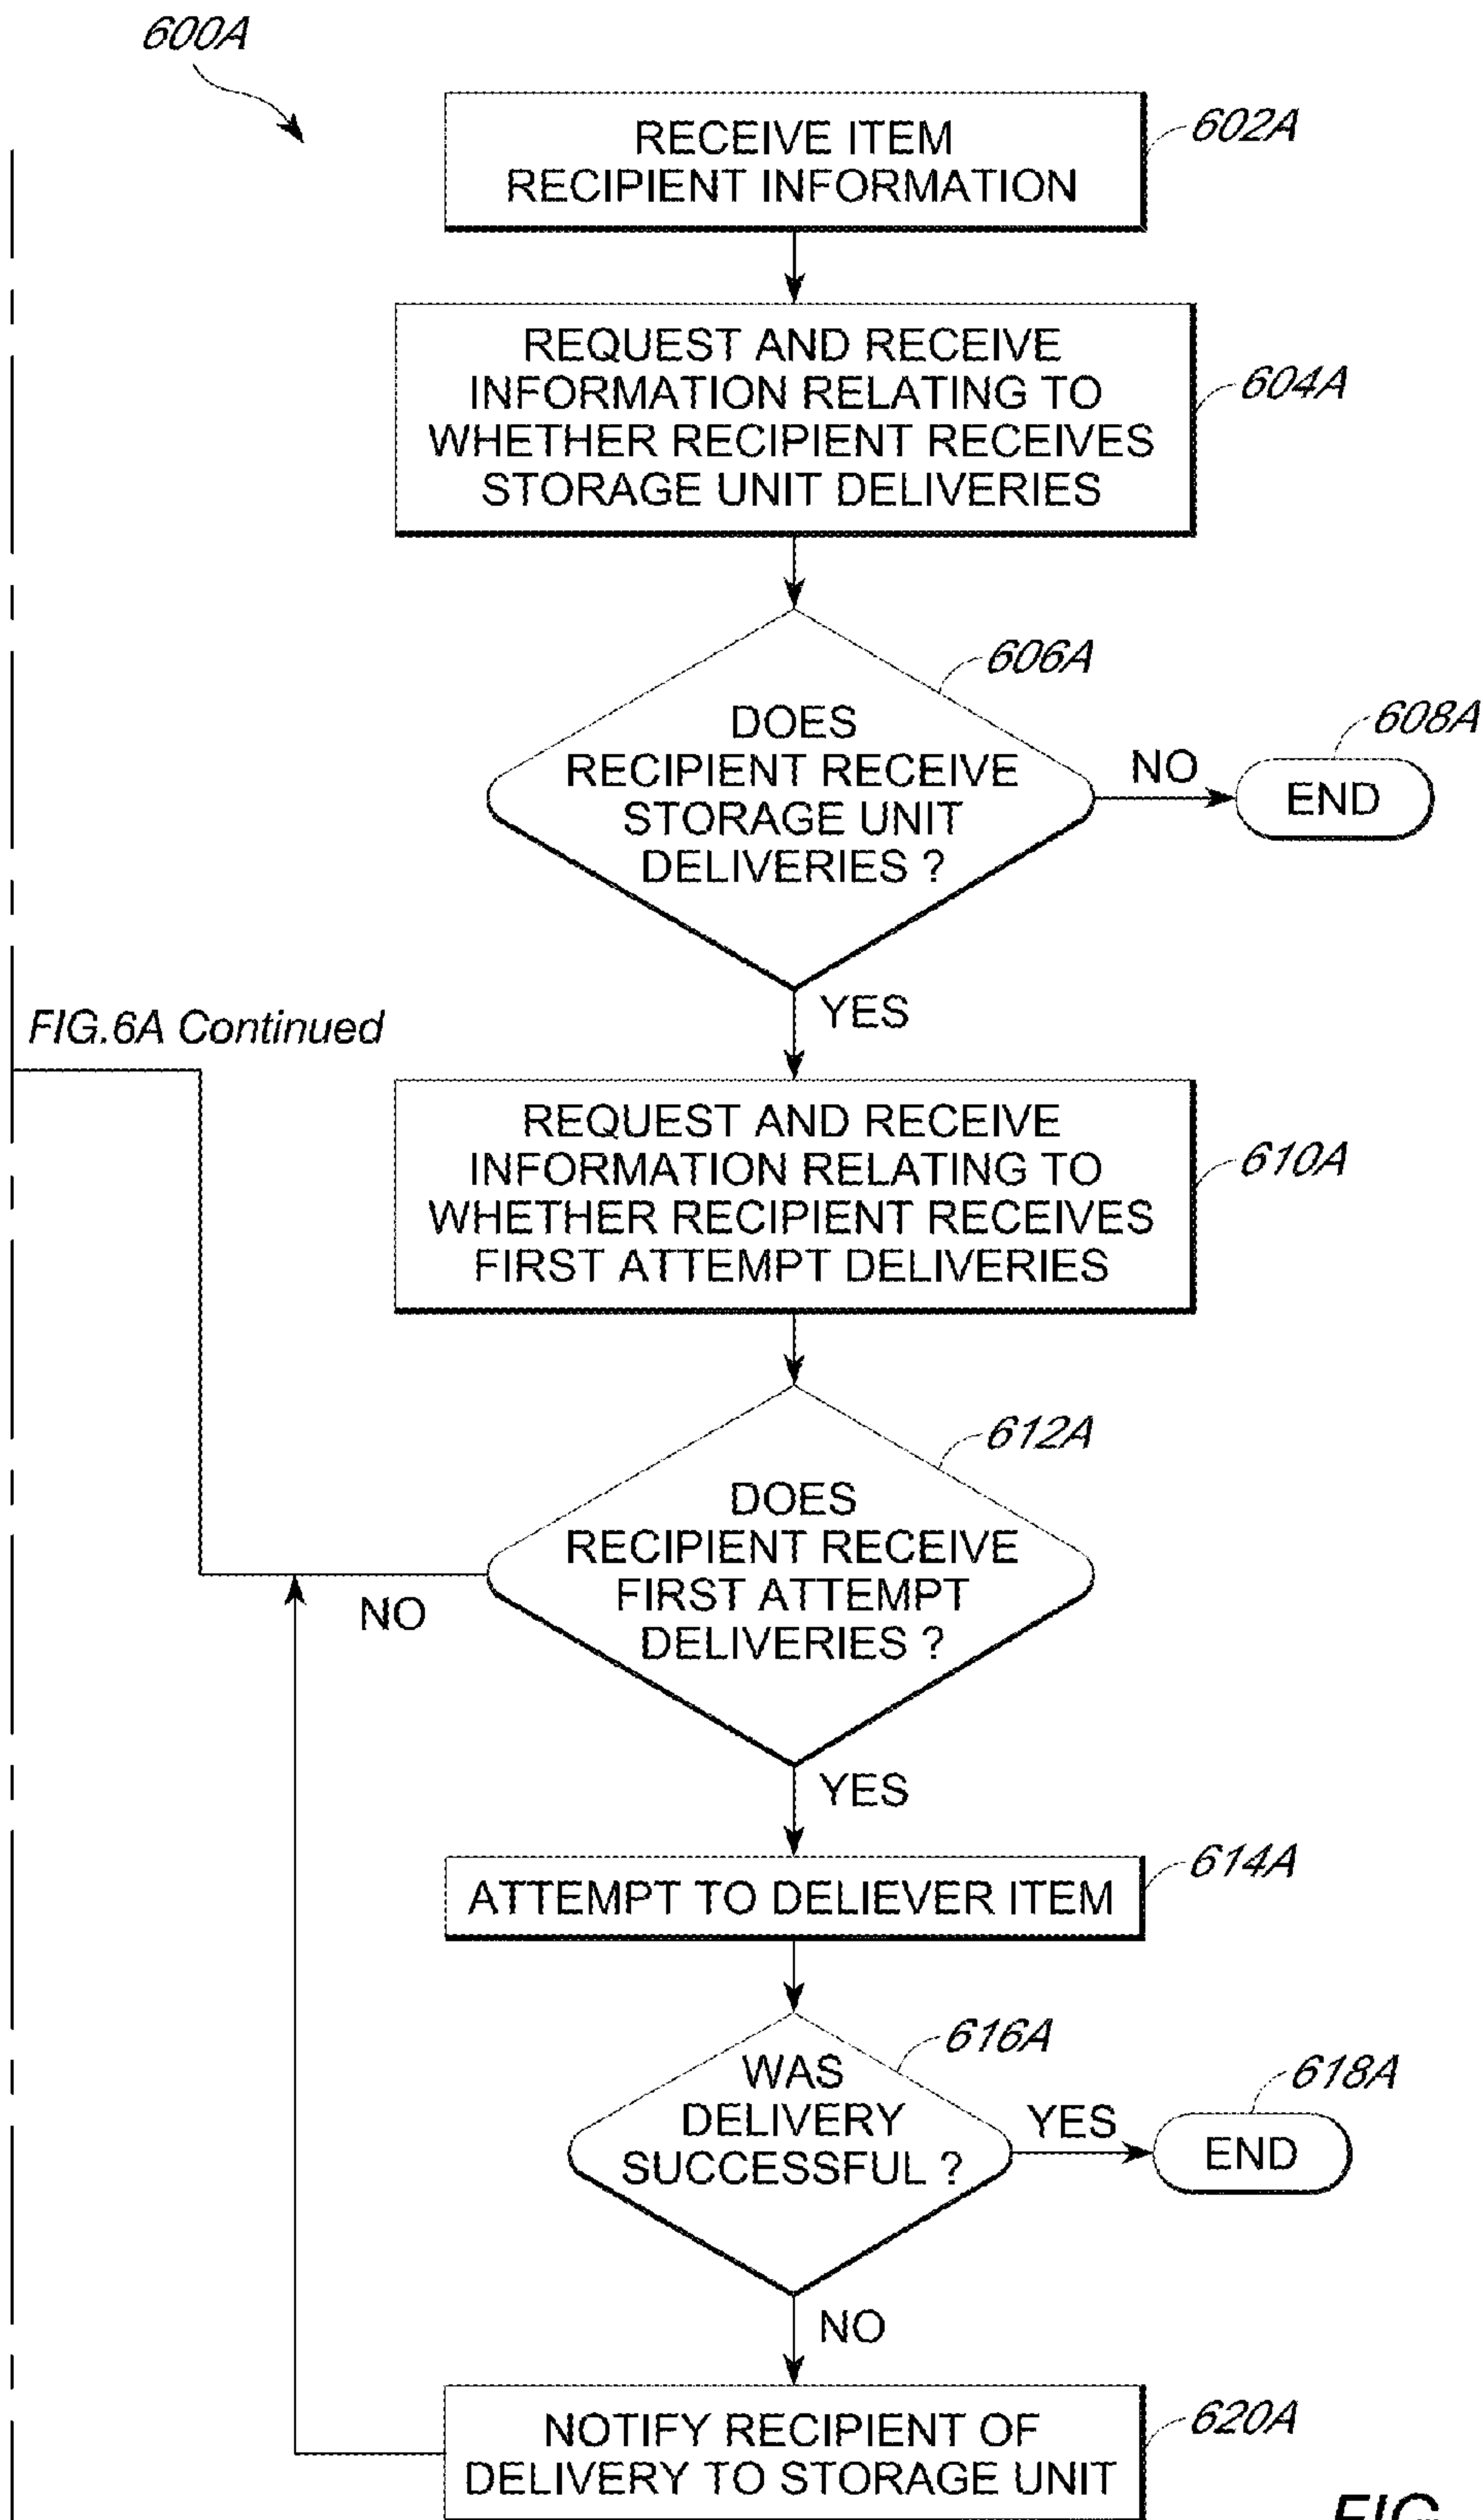 600A
RECEIVE ITEM
RECIPIENT INFORMATION
602A
REQUEST AND RECEIVE
INFORMATION RELATING TO
WHETHER RECIPIENT RECEIVES
STORAGE UNIT DELIVERIES
604A
606A
DOES
RECIPIENT RECEIVE
STORAGE UNIT
DELIVERIES ?
NO
608A
END
YES
FIG.6A Continued
REQUEST AND RECEIVE
INFORMATION RELATING TO
WHETHER RECIPIENT RECEIVES
FIRST ATTEMPT DELIVERIES
610A
612A
DOES
RECIPIENT RECEIVE
FIRST ATTEMPT
DELIVERIES ?
NO
YES
ATTEMPT TO DELIEVER ITEM
614A
616A
WAS
DELIVERY
SUCCESSFUL ?
YES
618A
END
NO
NOTIFY RECIPIENT OF
DELIVERY TO STORAGE UNIT
620A
FIG